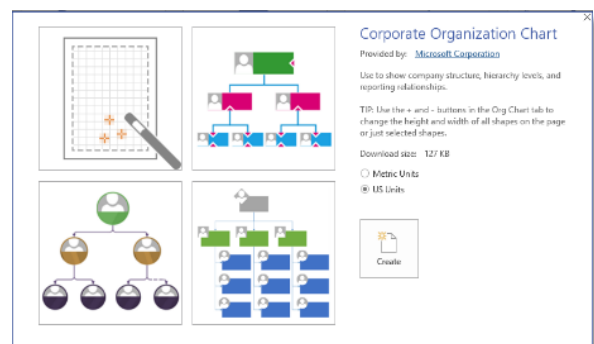 Corporate Organization Chart
Provided by: Microsoft Corporation
Use to show company structure, hierarchy levels, and
reporting relationships.
TIP: Use the + and - buttons in the Org Chart tab to
change the height and width of all shapes on the page
or just selected shapes.
Download size: 127 KB
Metric Units
US Units
Create